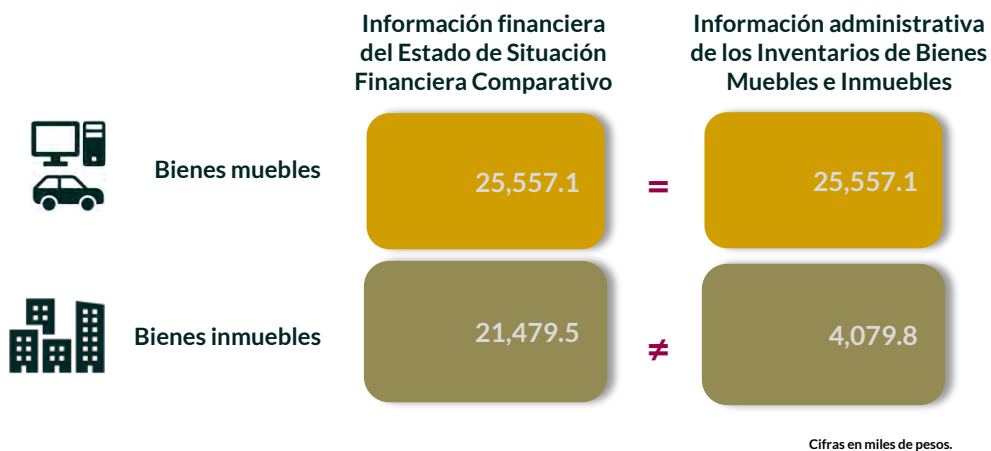 Información financiera
del Estado de Situación
Financiera Comparativo
Información administrativa
de los Inventarios de Bienes
Muebles e Inmuebles
Bienes muebles
25,557.1
=
25,557.1
Bienes inmuebles
21,479.5
≠
4,079.8
Cifras en miles de pesos.